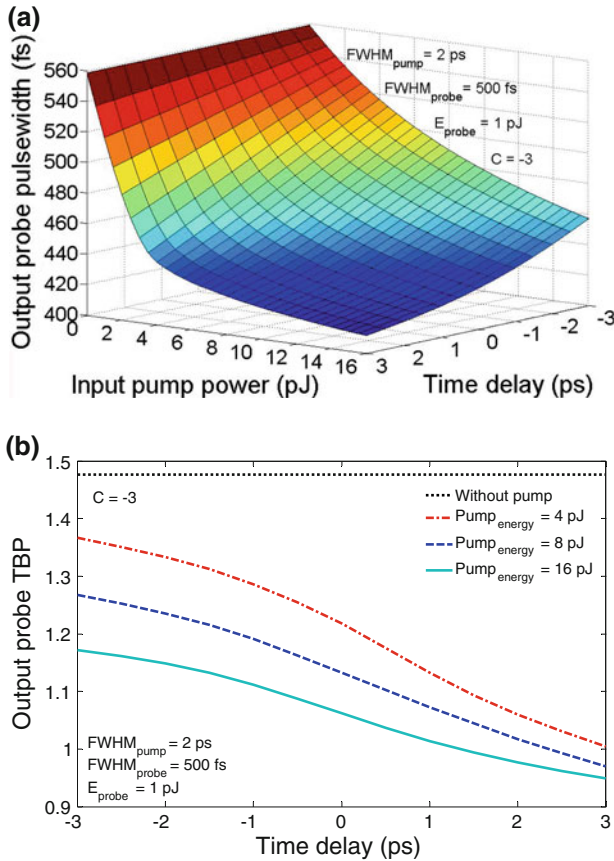 (a)
FWHM_pump = 2 ps
FWHM_probe = 500 fs
E_probe = 1 pJ
C = -3
Output probe pulsewidth (fs)
560
540
520
500
480
460
440
420
400
0 2 4 6 8 10 12 14 16
3 2 1 0 -1 -2 -3
Input pump power (pJ)
Time delay (ps)
(b)
Output probe TBP
1.5
1.4
1.3
1.2
1.1
1
0.9
C = -3
Without pump
Pump_energy = 4 pJ
Pump_energy = 8 pJ
Pump_energy = 16 pJ
FWHM_pump = 2 ps
FWHM_probe = 500 fs
E_probe = 1 pJ
-3 -2 -1 0 1 2 3
Time delay (ps)